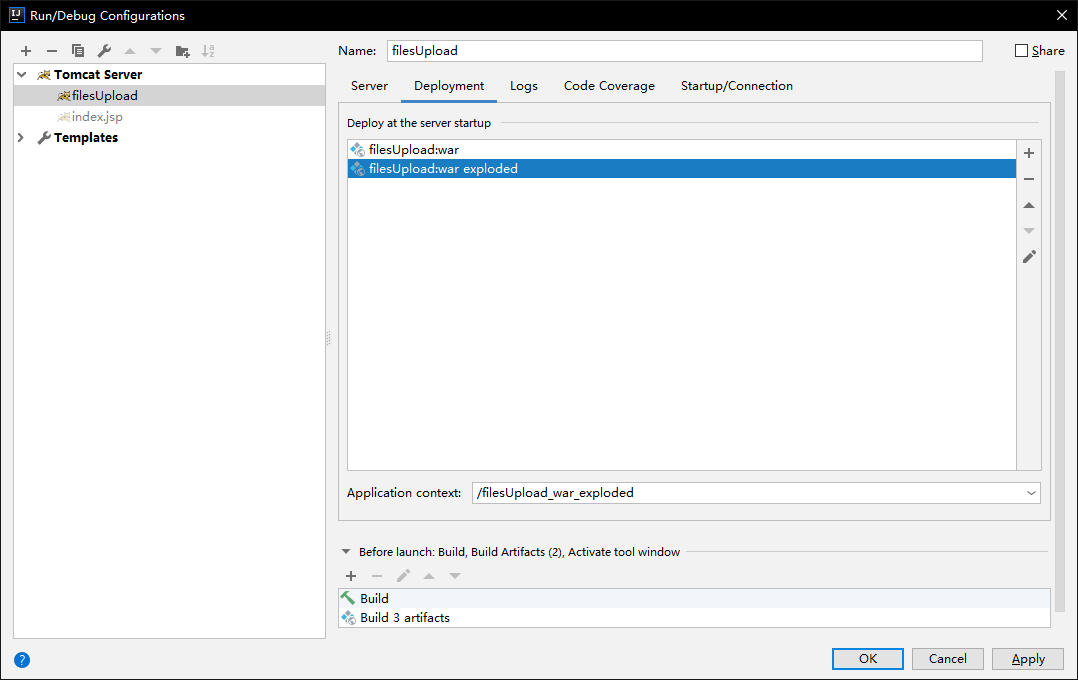 Run/Debug Configurations
Name: filesUpload
Share
Tomcat Server
filesUpload
index.jsp
Templates
Server Deployment Logs Code Coverage Startup/Connection
Deploy at the server startup
filesUpload:war
filesUpload:war exploded
Application context: /filesUpload_war_exploded
Before launch: Build, Build Artifacts (2), Activate tool window
Build
Build 3 artifacts
OK Cancel Apply